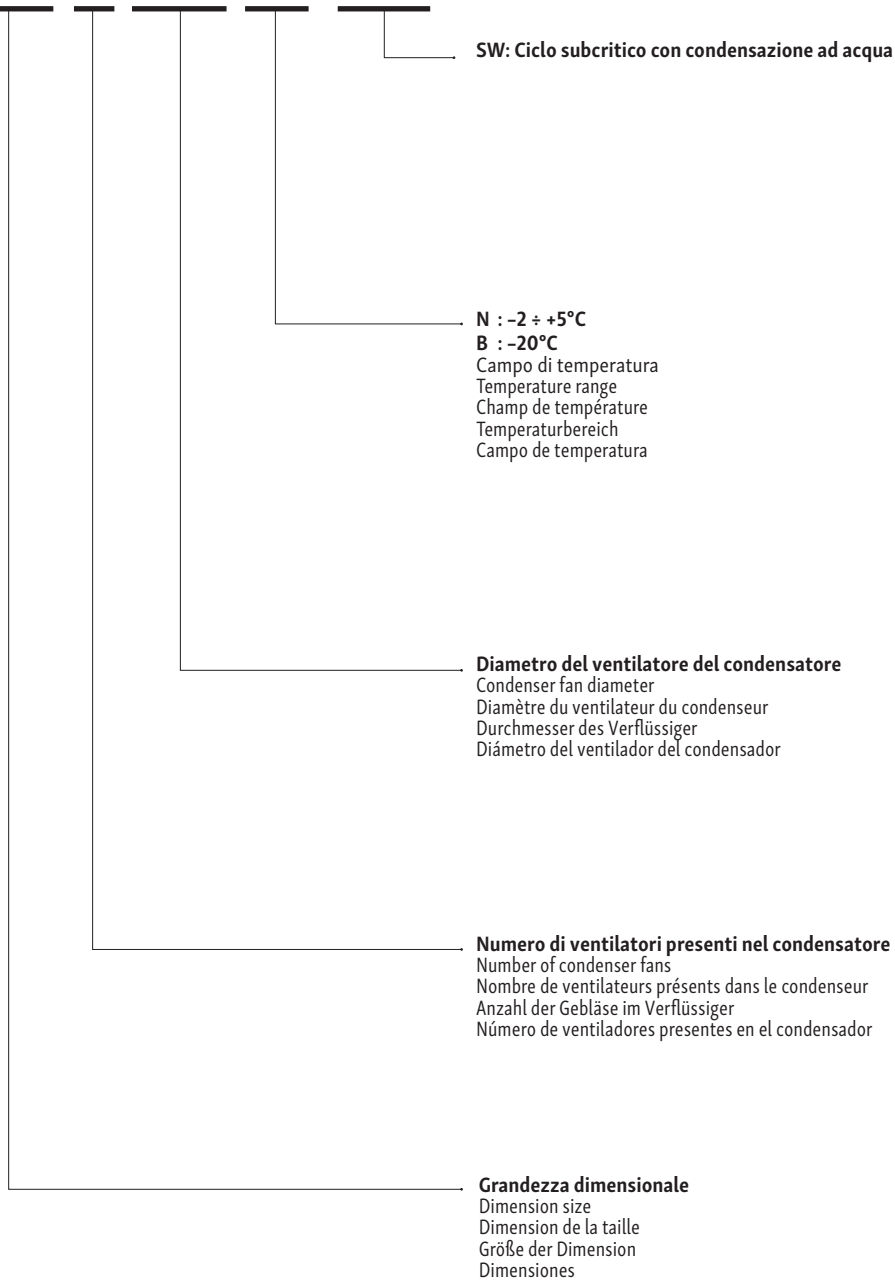 SW: Ciclo subcritico con condensazione ad acqua
N : –2 ÷ +5°C
B : –20°C
Campo di temperatura
Temperature range
Champ de température
Temperaturbereich
Campo de temperatura
Diametro del ventilatore del condensatore
Condenser fan diameter
Diamètre du ventilateur du condenseur
Durchmesser des Verflüssiger
Diámetro del ventilador del condensador
Numero di ventilatori presenti nel condensatore
Number of condenser fans
Nombre de ventilateurs présents dans le condenseur
Anzahl der Gebläse im Verflüssiger
Número de ventiladores presentes en el condensador
Grandezza dimensionale
Dimension size
Dimension de la taille
Größe der Dimension
Dimensiones